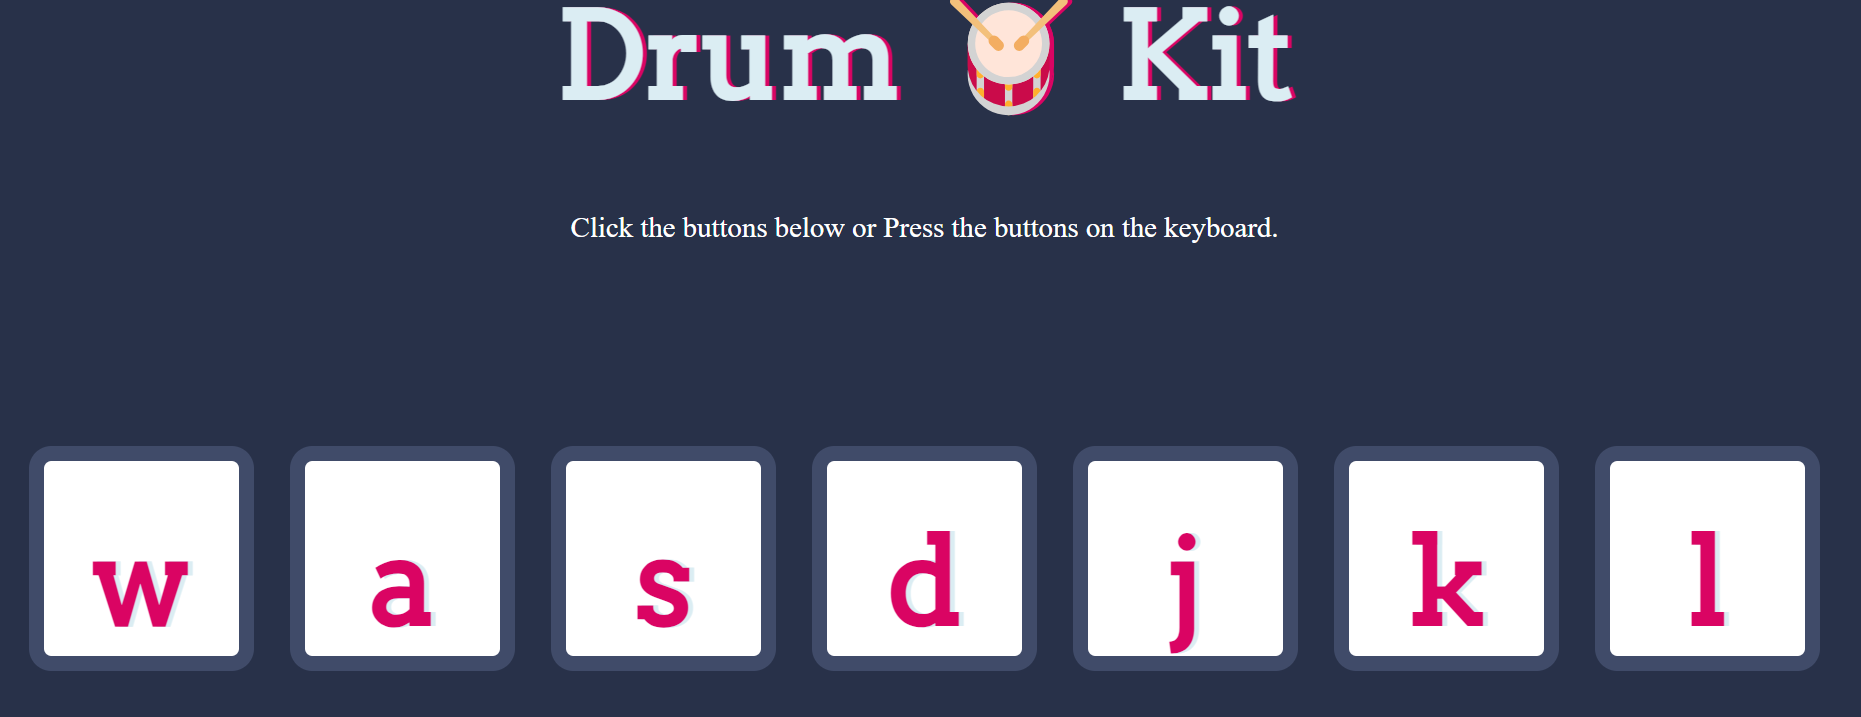 Drum 🥁 Kit
Click the buttons below or Press the buttons on the keyboard.
w a s d j k l